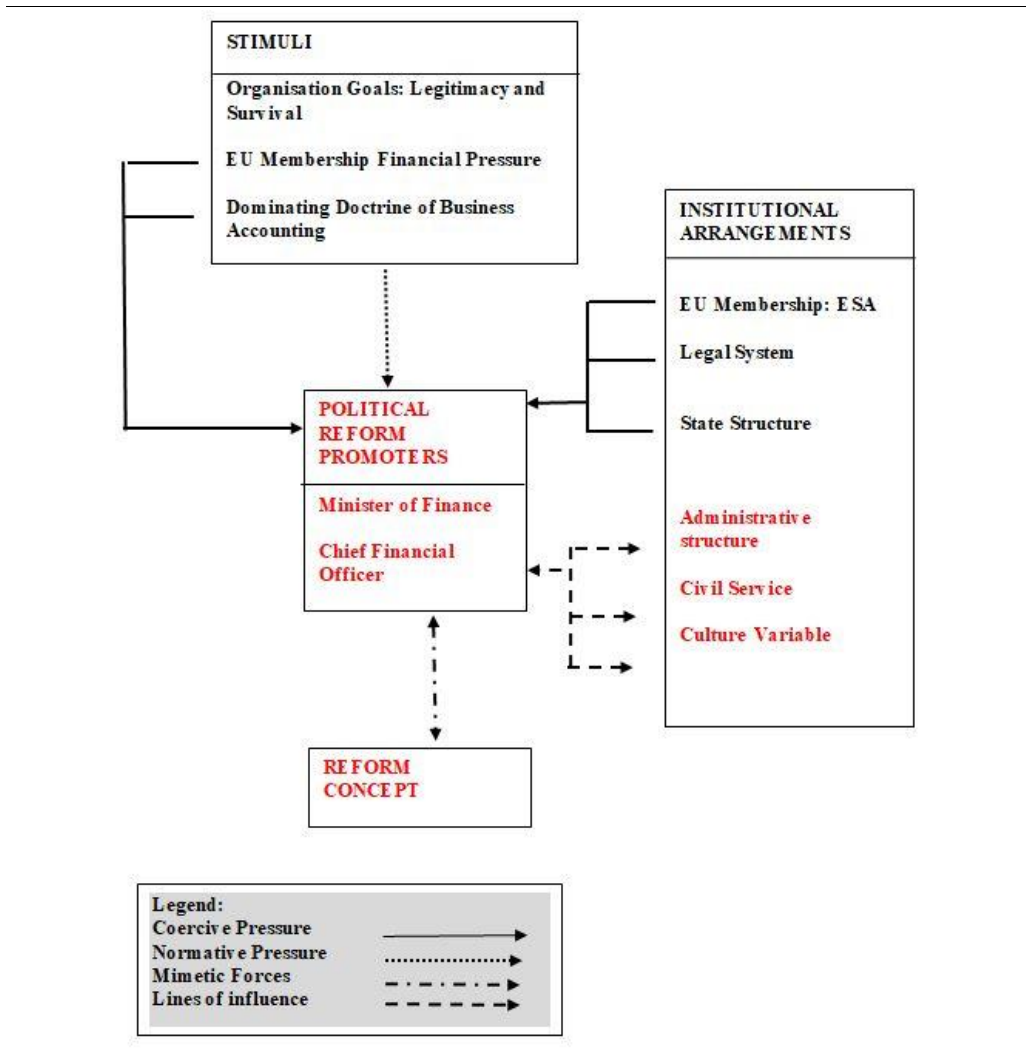 STIMULI
Organisation Goals: Legitimacy and
Survival
EU Membership Financial Pressure
Dominating Doctrine of Business
Accounting
INSTITUTIONAL
ARRANGEMENTS
EU Membership: ESA
Legal System
State Structure
Administrative
structure
Civil Service
Culture Variable
POLITICAL
REFORM
PROMOTERS
Minister of Finance
Chief Financial
Officer
REFORM
CONCEPT
Legend:
Coercive Pressure
Normative Pressure
Mimetic Forces
Lines of influence